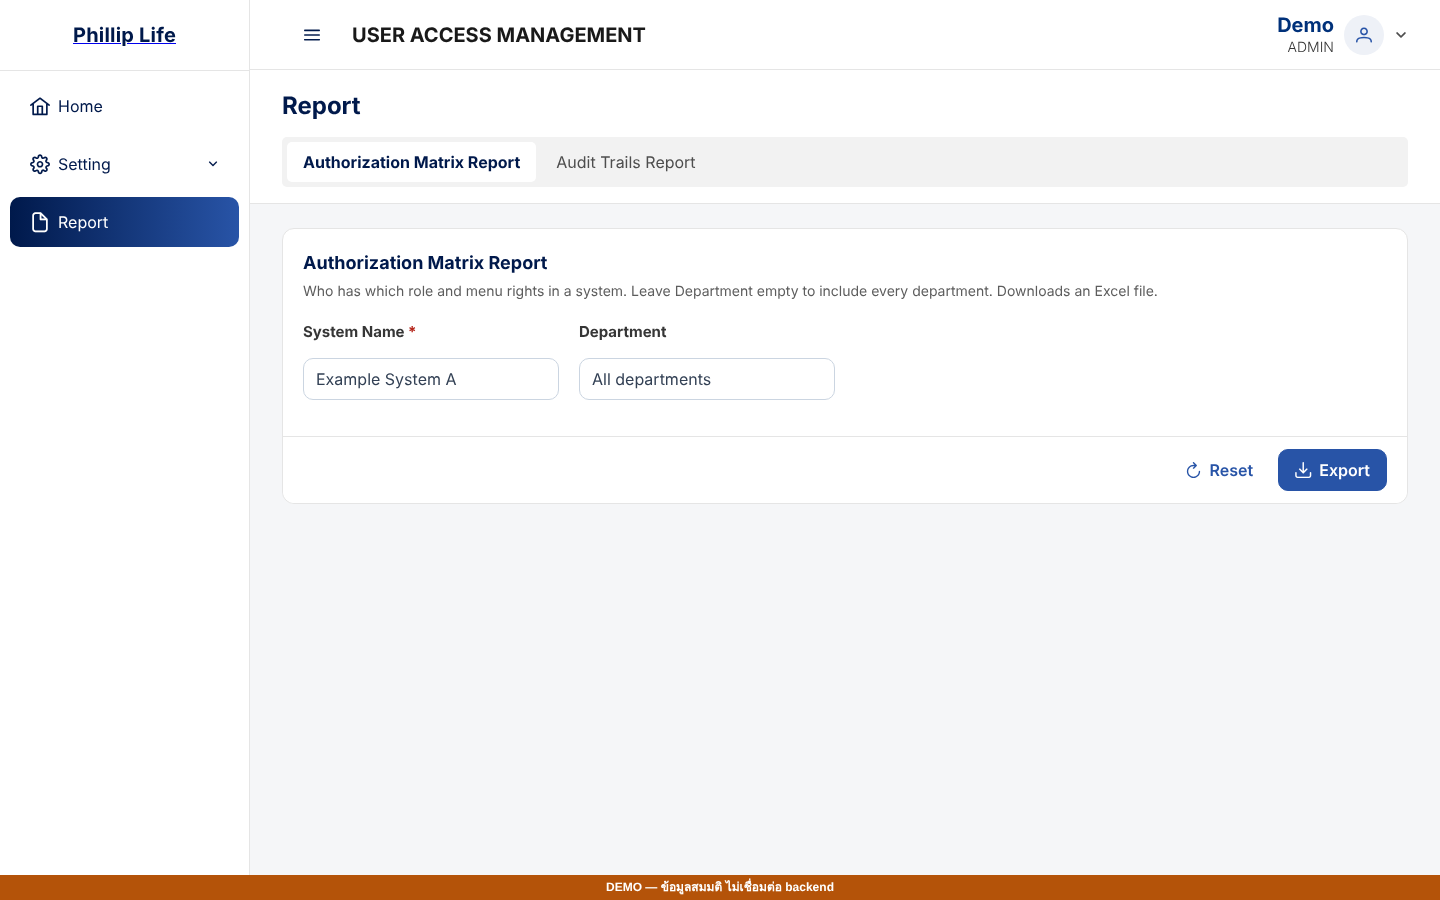 Phillip Life
USER ACCESS MANAGEMENT
Demo
ADMIN
Home
Setting
Report
Report
Authorization Matrix Report
Audit Trails Report
Authorization Matrix Report
Who has which role and menu rights in a system. Leave Department empty to include every department. Downloads an Excel file.
System Name *
Department
Example System A
All departments
Reset
Export
DEMO — ข้อมูลสมมติ ไม่เชื่อมต่อ backend